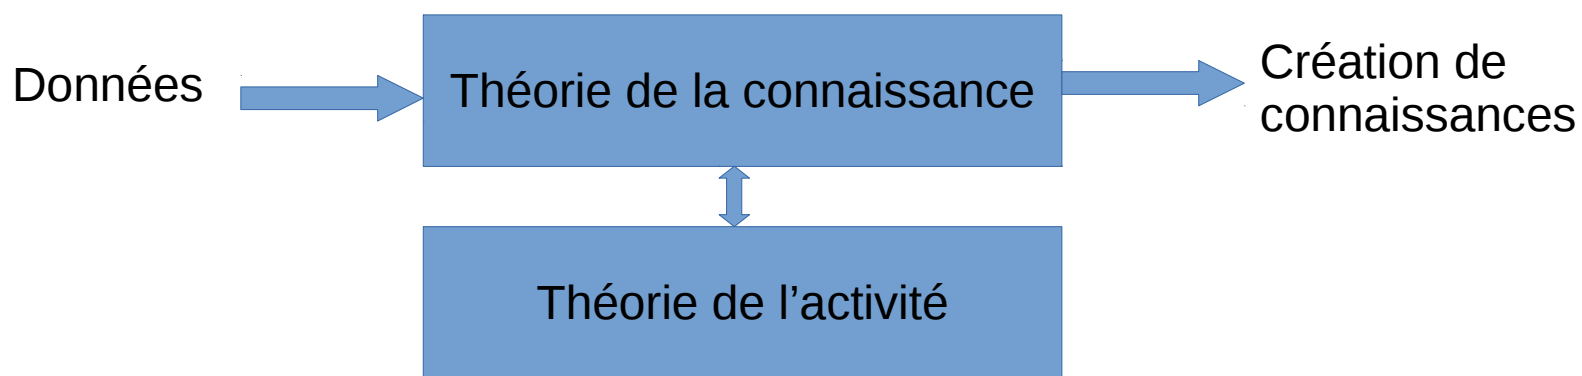 Données
Théorie de la connaissance
Création de
connaissances
Théorie de l’activité